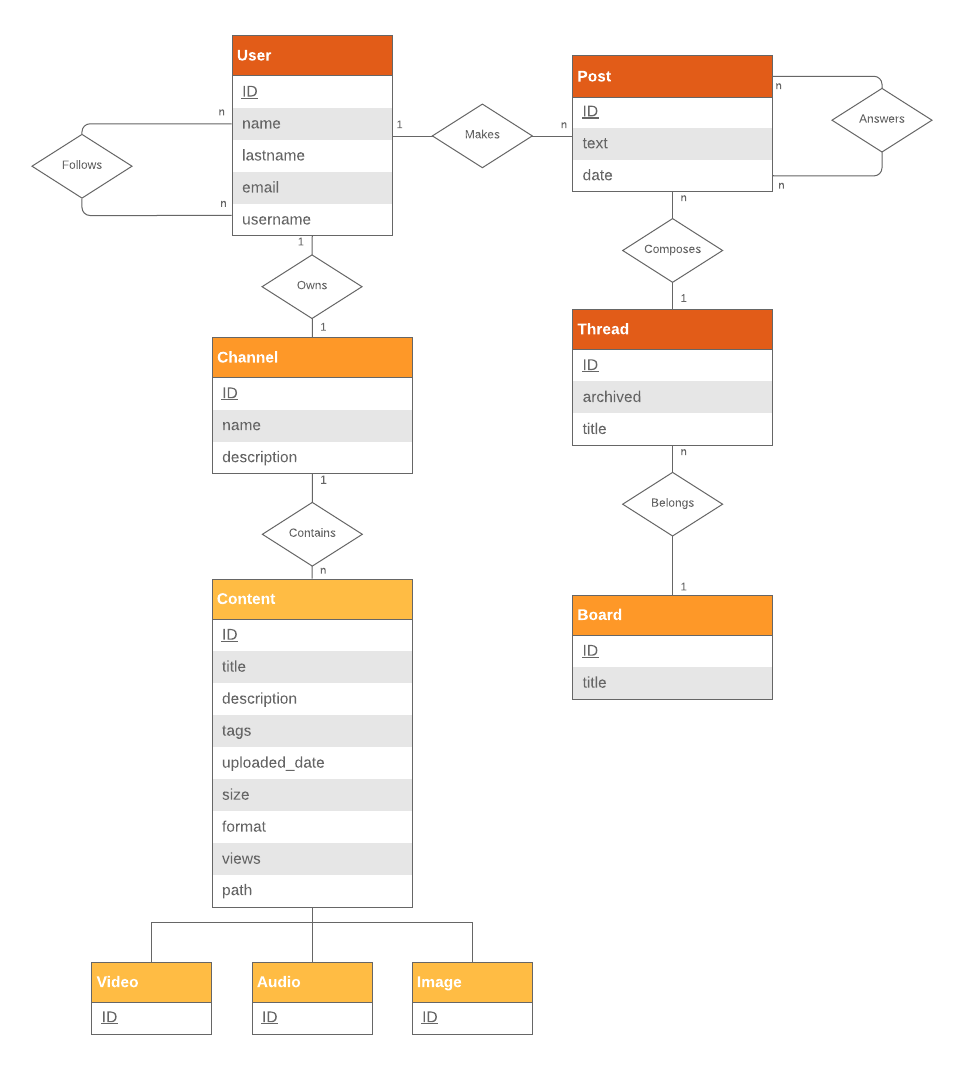 User
ID
name
lastname
email
username
n
n
Follows
1
Makes
n
Post
ID
text
date
n
Answers
n
1
Owns
1
n
Composes
1
Channel
ID
name
description
Thread
ID
archived
title
1
Contains
n
n
Belongs
1
Content
ID
title
description
tags
uploaded_date
size
format
views
path
Board
ID
title
Video
ID
Audio
ID
Image
ID